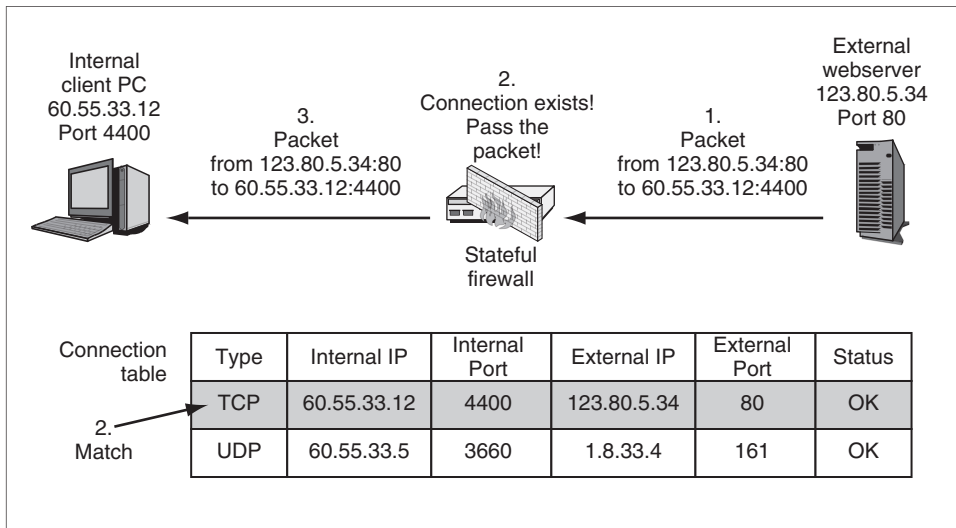 Internal
client PC
60.55.33.12
Port 4400
3.
Packet
from 123.80.5.34:80
to 60.55.33.12:4400
2.
Connection exists!
Pass the
packet!
Stateful
firewall
1.
Packet
from 123.80.5.34:80
to 60.55.33.12:4400
External
webserver
123.80.5.34
Port 80
Connection
table
2.
Match
Type Internal IP Internal Port External IP External Port Status
TCP 60.55.33.12 4400 123.80.5.34 80 OK
UDP 60.55.33.5 3660 1.8.33.4 161 OK